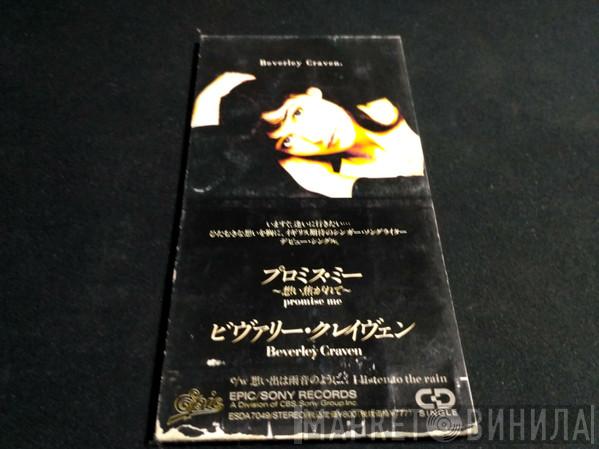 Beverley Craven.
いますぐ、逢いに行きたい…
ひたむきな想いを胸に、イギリス期待のシンガー・ソングライター
デビュー・シングル。
プロミス・ミー
〜想い焦がれて〜
promise me
ビヴァリー・クレイヴェン
Beverley Craven
c/w 想い出は雨音のように I listen to the rain
Epic
EPIC/SONY RECORDS
A Division of CBS/Sony Group Inc.
ESDA 7049/STEREO
CD
SINGLE
МАРКЕТ ВИНИЛА